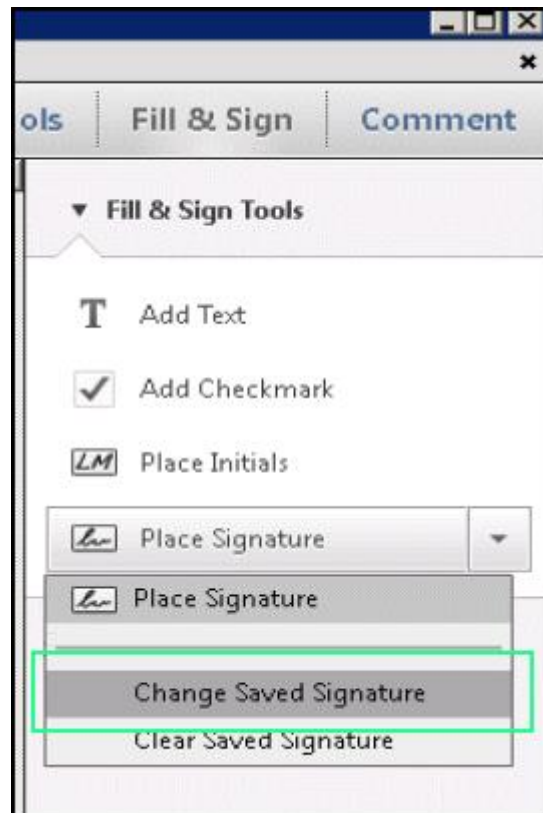 ols Fill & Sign Comment
Fill & Sign Tools
T Add Text
Add Checkmark
LM Place Initials
Place Signature
Place Signature
Change Saved Signature
Clear Saved Signature